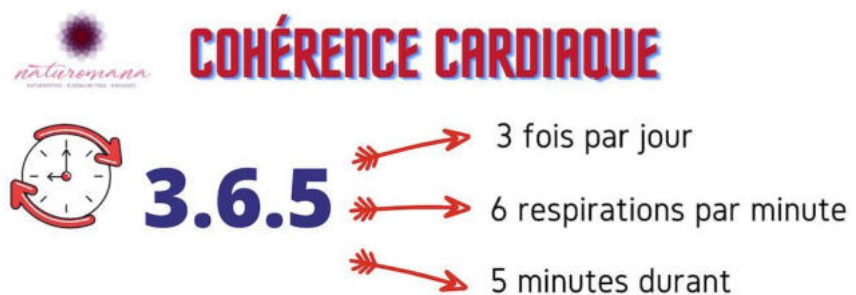 naturomana
COHÉRENCE CARDIAQUE
3.6.5
3 fois par jour
6 respirations par minute
5 minutes durant